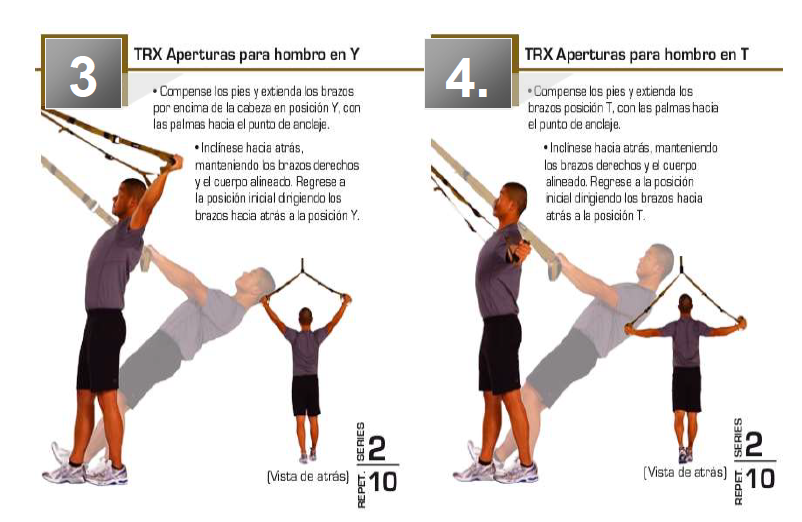 3
TRX Aperturas para hombro en Y
• Compense los pies y extienda los brazos
por encima de la cabeza en posición Y, con
las palmas hacia el punto de anclaje.
• Inclínese hacia atrás,
manteniendo los brazos derechos
y el cuerpo alineado. Regrese a
la posición inicial dirigiendo los
brazos hacia atrás a la posición Y.
(Vista de atrás)
SERIES 2
REPET. 10
4.
TRX Aperturas para hombro en T
• Compense los pies y extienda los
brazos posición T, con las palmas hacia
el punto de anclaje.
• Inclínese hacia atrás, manteniendo
los brazos derechos y el cuerpo
alineado. Regrese a la posición
inicial dirigiendo los brazos hacia
atrás a la posición T.
(Vista de atrás)
SERIES 2
REPET. 10